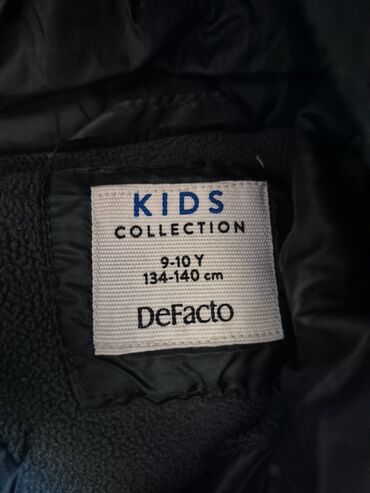 KIDS
COLLECTION
9-10 Y
134-140 cm
DeFacto